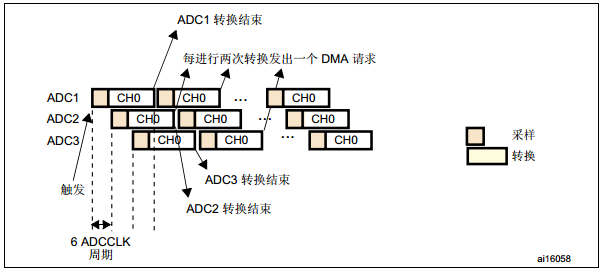 ADC1 转换结束
每进行两次转换发出一个 DMA 请求
ADC1 CH0 CH0 ... CH0
ADC2 CH0 CH0 ... CH0
ADC3 CH0 CH0 ... CH0
采样
转换
触发
ADC3 转换结束
ADC2 转换结束
6 ADCCLK
周期
ai16058